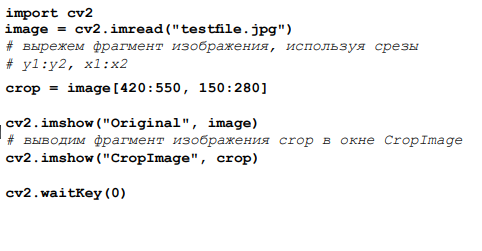 import cv2
image = cv2.imread("testfile.jpg")
# вырежем фрагмент изображения, используя срезы
# y1:y2, x1:x2
crop = image[420:550, 150:280]
cv2.imshow("Original", image)
# выводим фрагмент изображения crop в окне CropImage
cv2.imshow("CropImage", crop)
cv2.waitKey(0)